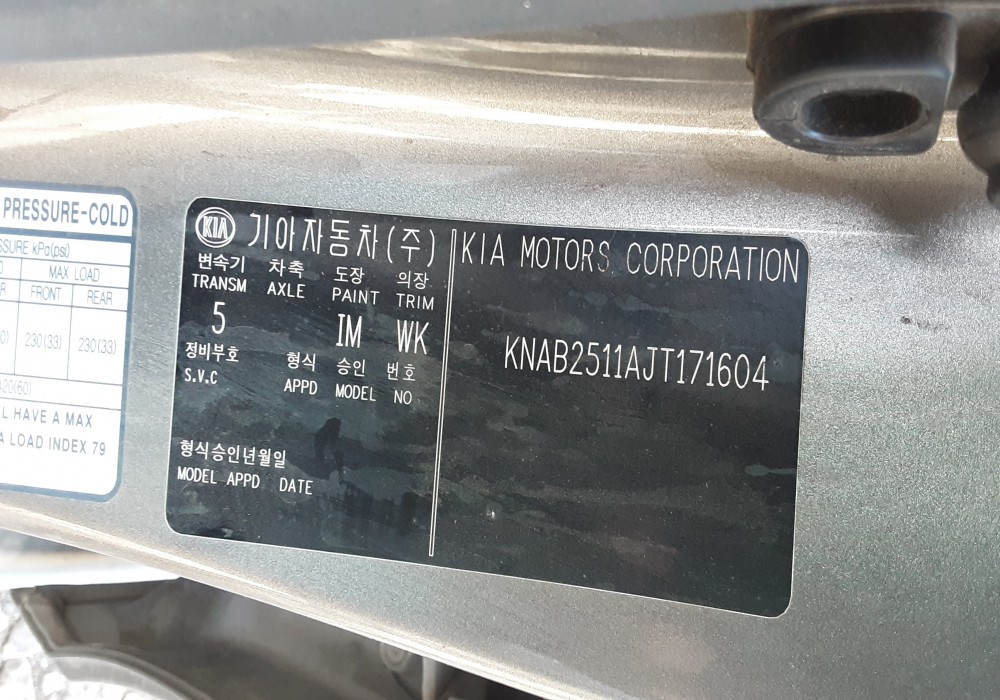 PRESSURE-COLD
SSURE kPa(psi)
MAX LOAD
FRONT REAR
230(33) 230(33)
420(60)
L HAVE A MAX
A LOAD INDEX 79
KIA 기아자동차(주)
변속기 차축 도장 의장
TRANSM AXLE PAINT TRIM
5 IM WK
정비부호 형식 승인 번호
S.V.C APPD MODEL NO
형식승인년월일
MODEL APPD DATE
KIA MOTORS CORPORATION
KNAB2511AJT171604